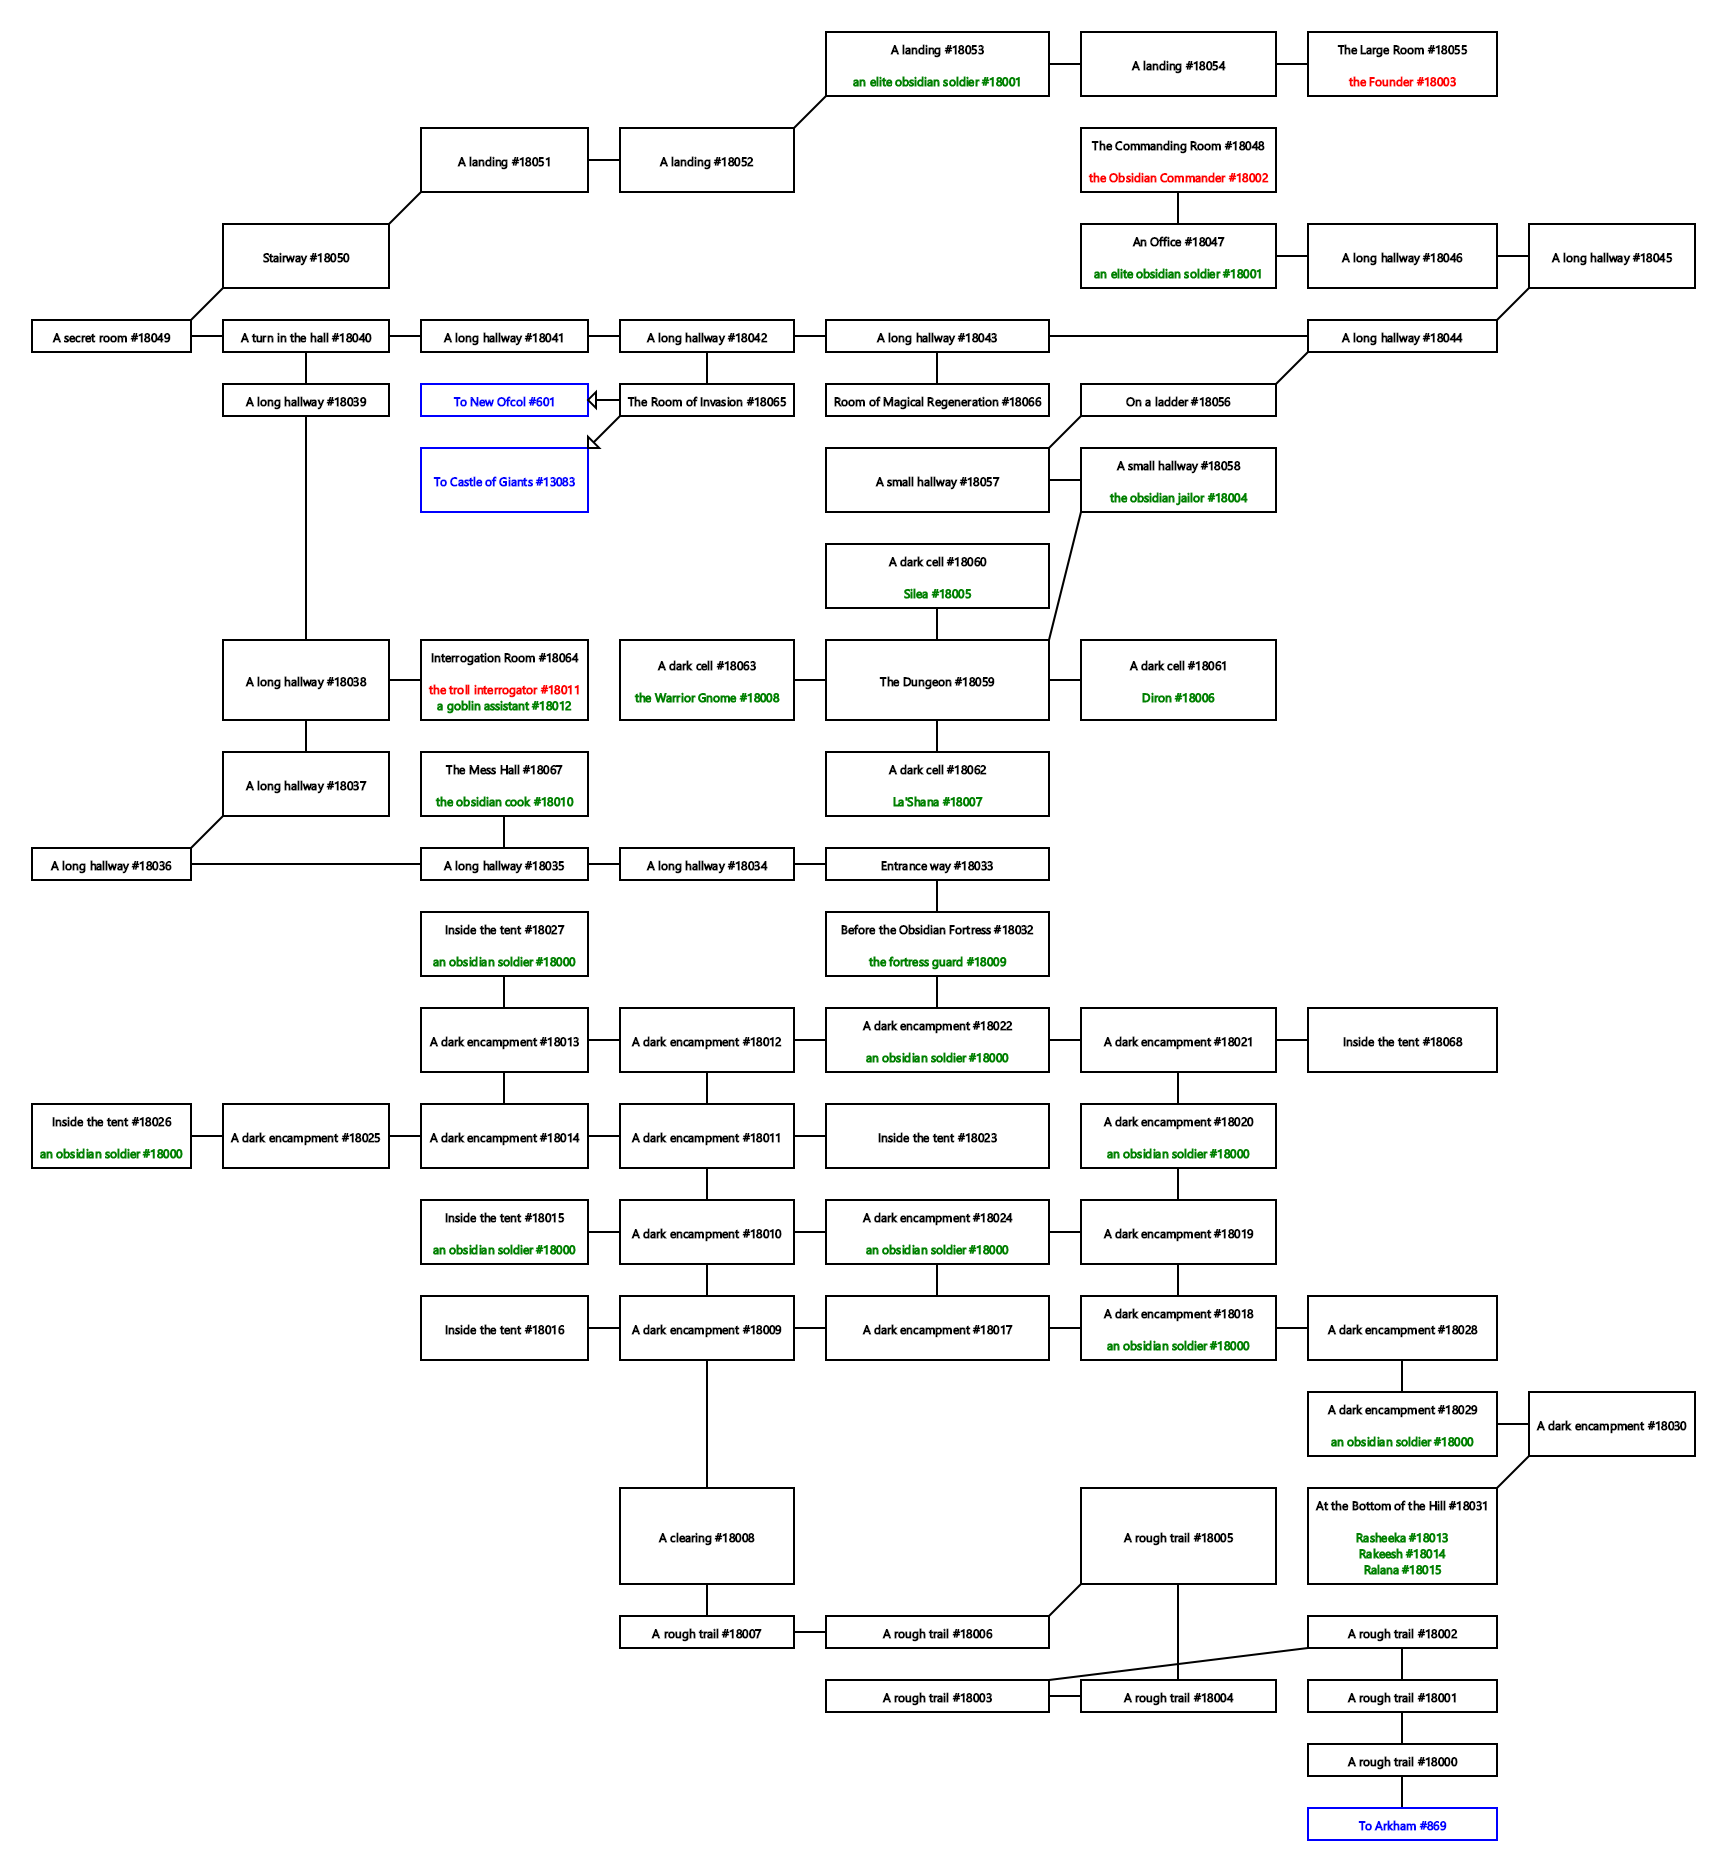 A landing #18053
an elite obsidian soldier #18001
A landing #18054
The Large Room #18055
the Founder #18003
A landing #18051
A landing #18052
The Commanding Room #18048
the Obsidian Commander #18002
Stairway #18050
An Office #18047
an elite obsidian soldier #18001
A long hallway #18046
A long hallway #18045
A secret room #18049
A turn in the hall #18040
A long hallway #18041
A long hallway #18042
A long hallway #18043
A long hallway #18044
A long hallway #18039
To New Ofcol #601
The Room of Invasion #18065
Room of Magical Regeneration #18066
On a ladder #18056
To Castle of Giants #13083
A small hallway #18057
A small hallway #18058
the obsidian jailor #18004
A dark cell #18060
Silea #18005
A long hallway #18038
Interrogation Room #18064
the troll interrogator #18011
a goblin assistant #18012
A dark cell #18063
the Warrior Gnome #18008
The Dungeon #18059
A dark cell #18061
Diron #18006
A long hallway #18037
The Mess Hall #18067
the obsidian cook #18010
A dark cell #18062
La'Shana #18007
A long hallway #18036
A long hallway #18035
A long hallway #18034
Entrance way #18033
Inside the tent #18027
an obsidian soldier #18000
Before the Obsidian Fortress #18032
the fortress guard #18009
A dark encampment #18013
A dark encampment #18012
A dark encampment #18022
an obsidian soldier #18000
A dark encampment #18021
Inside the tent #18068
Inside the tent #18026
an obsidian soldier #18000
A dark encampment #18025
A dark encampment #18014
A dark encampment #18011
Inside the tent #18023
A dark encampment #18020
an obsidian soldier #18000
Inside the tent #18015
an obsidian soldier #18000
A dark encampment #18010
A dark encampment #18024
an obsidian soldier #18000
A dark encampment #18019
Inside the tent #18016
A dark encampment #18009
A dark encampment #18017
A dark encampment #18018
an obsidian soldier #18000
A dark encampment #18028
A dark encampment #18029
an obsidian soldier #18000
A dark encampment #18030
A clearing #18008
A rough trail #18005
At the Bottom of the Hill #18031
Rasheeka #18013
Rakeesh #18014
Ralana #18015
A rough trail #18007
A rough trail #18006
A rough trail #18002
A rough trail #18003
A rough trail #18004
A rough trail #18001
A rough trail #18000
To Arkham #869